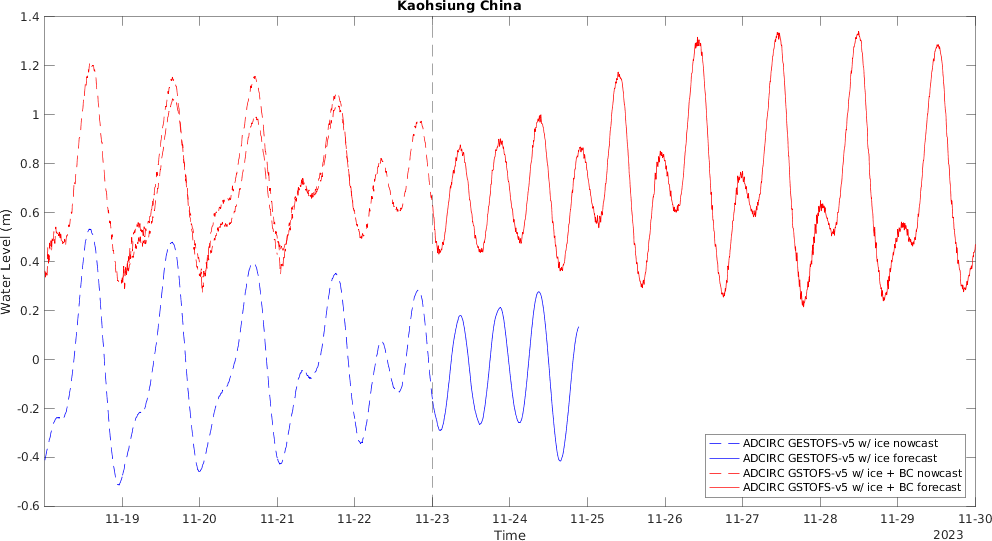 Kaohsiung China
1.4
1.2
1
0.8
0.6
0.4
0.2
0
-0.2
-0.4
-0.6
Water Level (m)
ADCIRC GESTOFS-v5 w/ ice nowcast
ADCIRC GESTOFS-v5 w/ ice forecast
ADCIRC GSTOFS-v5 w/ ice + BC nowcast
ADCIRC GSTOFS-v5 w/ ice + BC forecast
11-19 11-20 11-21 11-22 11-23 11-24 11-25 11-26 11-27 11-28 11-29 11-30
Time
2023